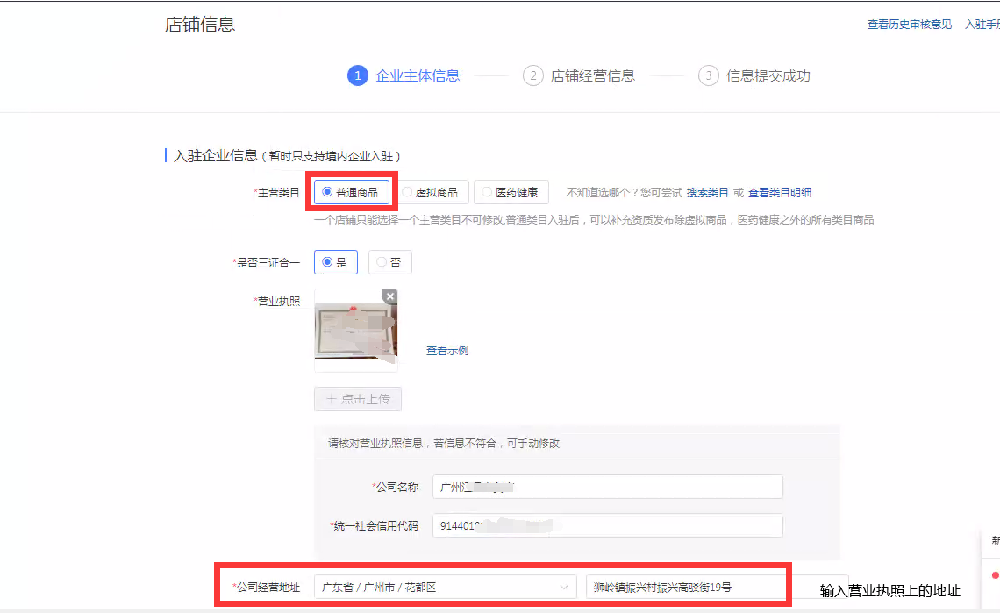 店铺信息
查看历史审核意见 入驻手册
1 企业主体信息 2 店铺经营信息 3 信息提交成功
入驻企业信息（暂时只支持境内企业入驻）
*主营类目 普通商品 虚拟商品 医药健康 不知道选哪个？您可尝试 搜索类目 或 查看类目明细
一个店铺只能选择一个主营类目不可修改,普通类目入驻后，可以补充资质发布除虚拟商品，医药健康之外的所有类目商品
*是否三证合一 是 否
*营业执照
查看示例
＋ 点击上传
请核对营业执照信息，若信息不符合，可手动修改
*公司名称 广州
*统一社会信用代码 9144010
*公司经营地址 广东省 / 广州市 / 花都区 狮岭镇振兴村振兴高驳街19号
输入营业执照上的地址
新